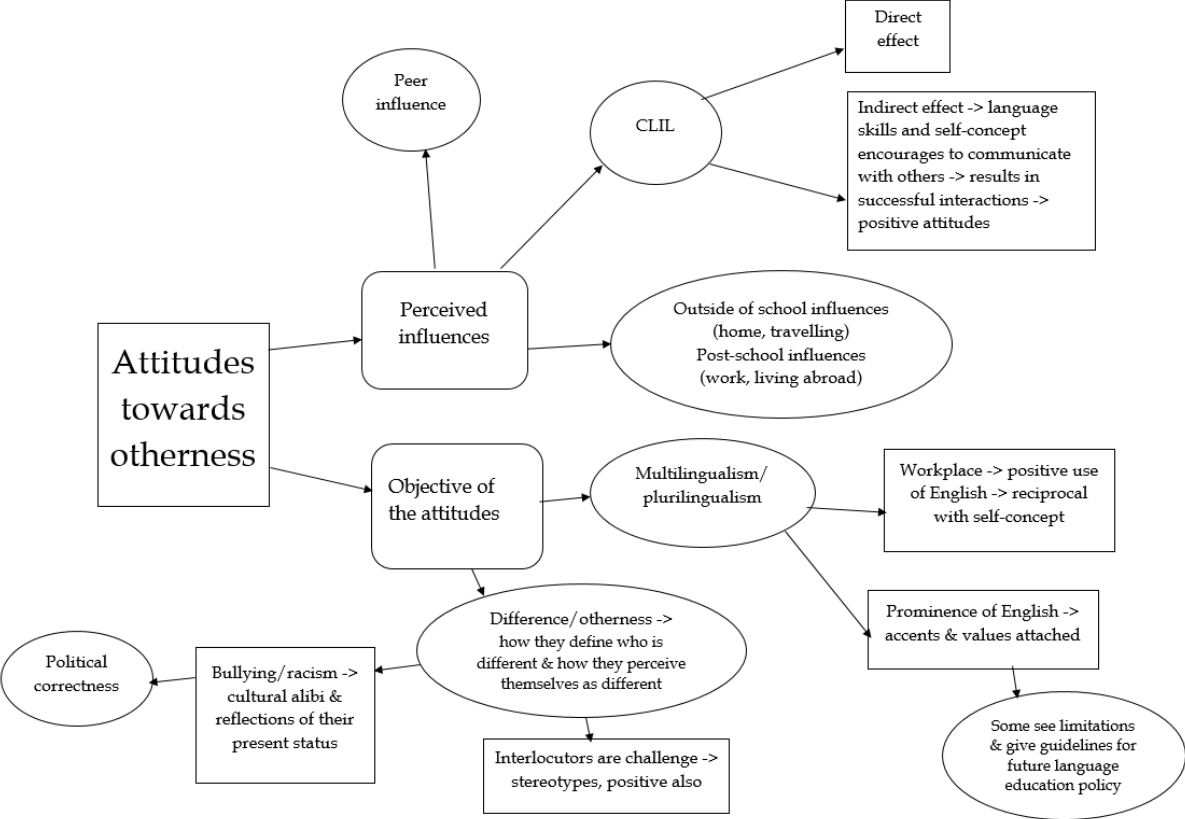 Direct
effect
Peer
influence
CLIL
Indirect effect -> language
skills and self-concept
encourages to communicate
with others -> results in
successful interactions ->
positive attitudes
Perceived
influences
Outside of school influences
(home, travelling)
Post-school influences
(work, living abroad)
Attitudes
towards
otherness
Objective of
the attitudes
Multilingualism/
plurilingualism
Workplace -> positive use
of English -> reciprocal
with self-concept
Prominence of English ->
accents & values attached
Difference/otherness ->
how they define who is
different & how they perceive
themselves as different
Political
correctness
Bullying/racism ->
cultural alibi &
reflections of their
present status
Interlocutors are challenge ->
stereotypes, positive also
Some see limitations
& give guidelines for
future language
education policy